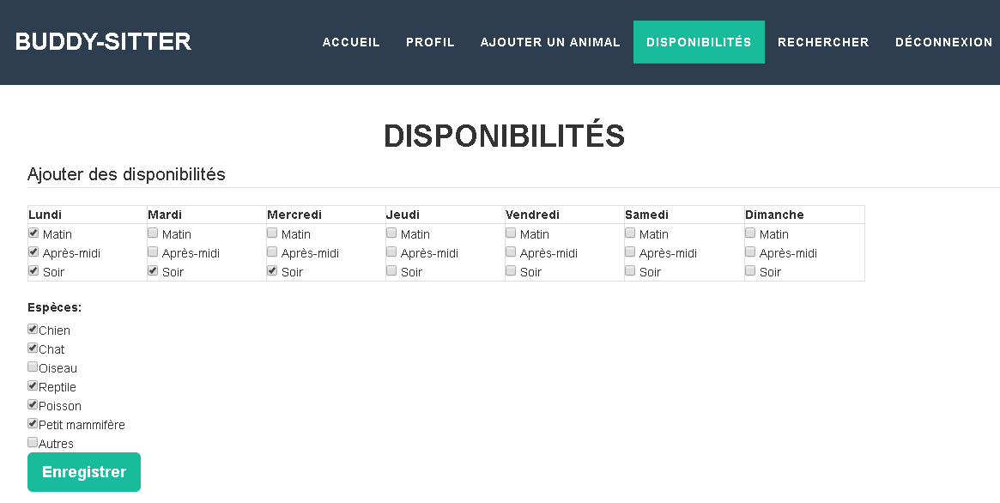 BUDDY-SITTER ACCUEIL PROFIL AJOUTER UN ANIMAL DISPONIBILITÉS RECHERCHER DÉCONNEXION
DISPONIBILITÉS
Ajouter des disponibilités
Lundi Mardi Mercredi Jeudi Vendredi Samedi Dimanche
Matin Matin Matin Matin Matin Matin Matin
Après-midi Après-midi Après-midi Après-midi Après-midi Après-midi Après-midi
Soir Soir Soir Soir Soir Soir Soir
Espèces:
Chien
Chat
Oiseau
Reptile
Poisson
Petit mammifère
Autres
Enregistrer